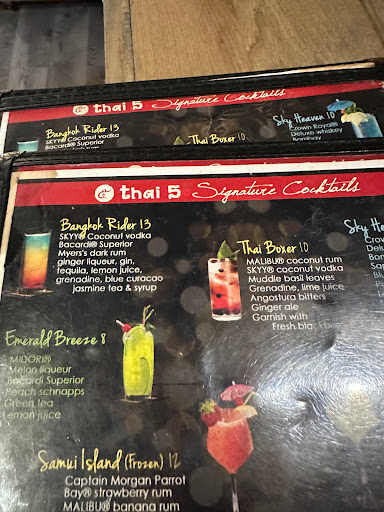 thai 5 Signature Cocktails
Bangkok Rider 13
SKYY® Coconut vodka
Bacardi® Superior
Thai Boxer 10
Sky Heaven 10
Crown Royal®
Deluxe whiskey
thai 5 Signature Cocktails
Bangkok Rider 13
SKYY® Coconut vodka
Bacardi® Superior
Myers's dark rum
ginger liqueur, gin,
tequila, lemon juice,
grenadine, blue curacao
jasmine tea & syrup
Thai Boxer 10
MALIBU® coconut rum
SKYY® coconut vodka
Muddle basil leaves
Grenadine, lime juice
Angostura bitters
Ginger ale
Garnish with
Fresh
Sky
Emerald Breeze 8
MIDORI®
Melon liqueur
Bacardi Superior
Peach schnapps
Green tea
Lemon juice
Samui Island (Frozen) 12
Captain Morgan Parrot
Bay® strawberry rum
MALIBU® banana rum